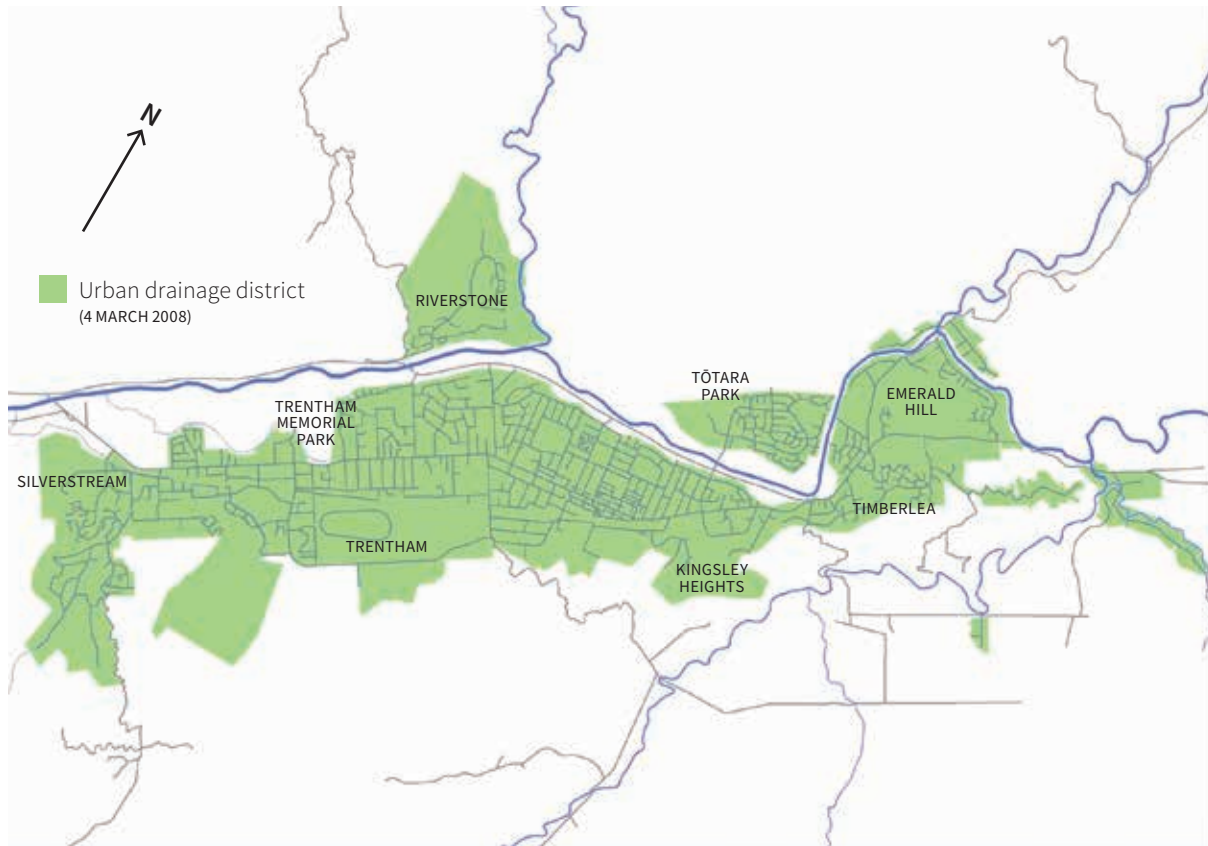 N
Urban drainage district
(4 MARCH 2008)
RIVERSTONE
TŌTARA
PARK
EMERALD
HILL
TRENTHAM
MEMORIAL
PARK
SILVERSTREAM
TIMBERLEA
TRENTHAM
KINGSLEY
HEIGHTS